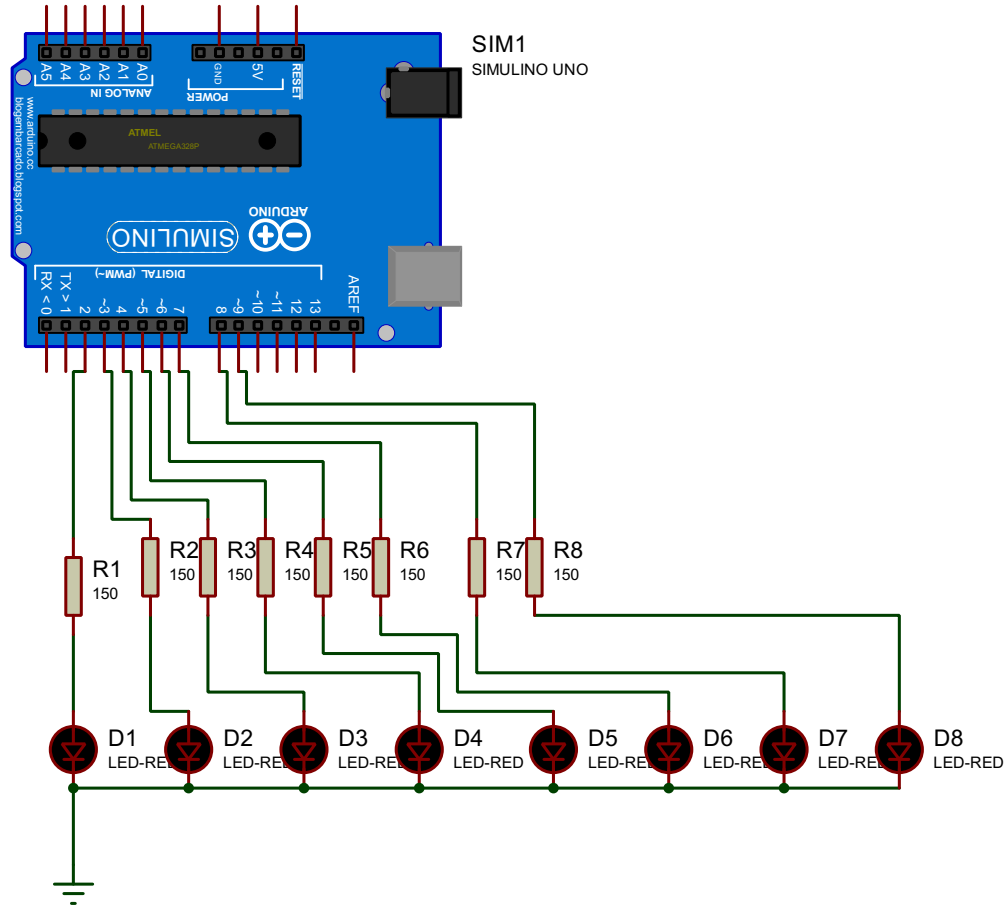 SIM1
SIMULINO UNO
A5 A4 A3 A2 A1 A0
ANALOG IN
GND 5V RESET
POWER
www.arduino.cc
blogembarcado.blogspot.com
ATMEL
ATMEGA328P
ARDUINO
SIMULINO
DIGITAL (PWM~)
RX < 0 TX > 1 2 ~3 4 ~5 ~6 7 8 ~9 ~10 ~11 12 13 AREF
R1
150
R2
150
R3
150
R4
150
R5
150
R6
150
R7
150
R8
150
D1
LED-RED
D2
LED-RED
D3
LED-RED
D4
LED-RED
D5
LED-RED
D6
LED-RED
D7
LED-RED
D8
LED-RED